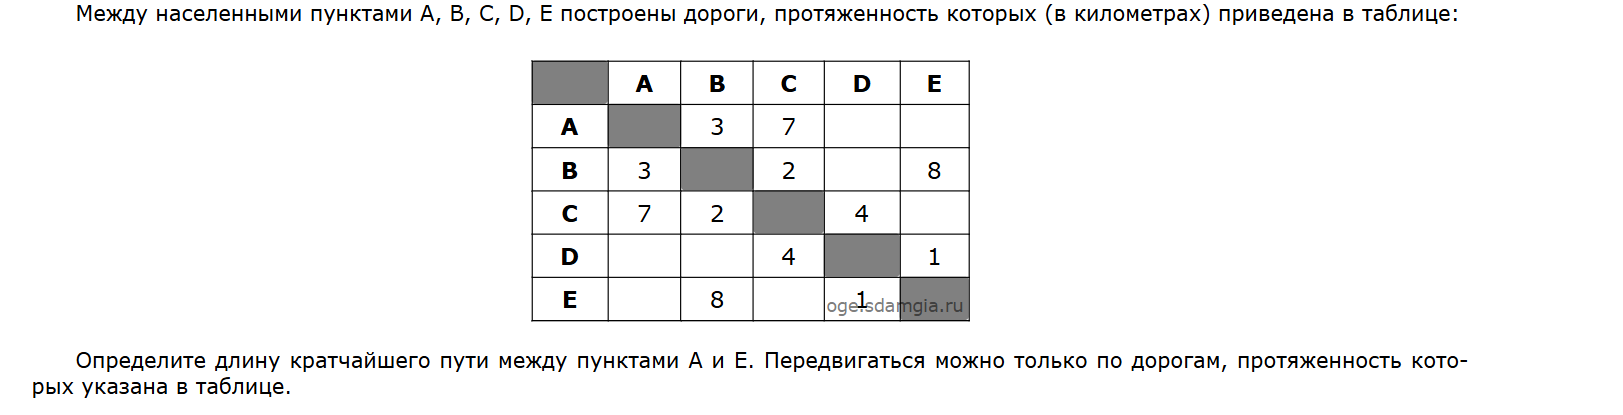 Между населенными пунктами A, B, C, D, E построены дороги, протяженность которых (в километрах) приведена в таблице:
A B C D E
A 3 7
B 3 2 8
C 7 2 4
D 4 1
E 8 1
oge.sdamgia.ru
Определите длину кратчайшего пути между пунктами A и E. Передвигаться можно только по дорогам, протяженность кото-
рых указана в таблице.